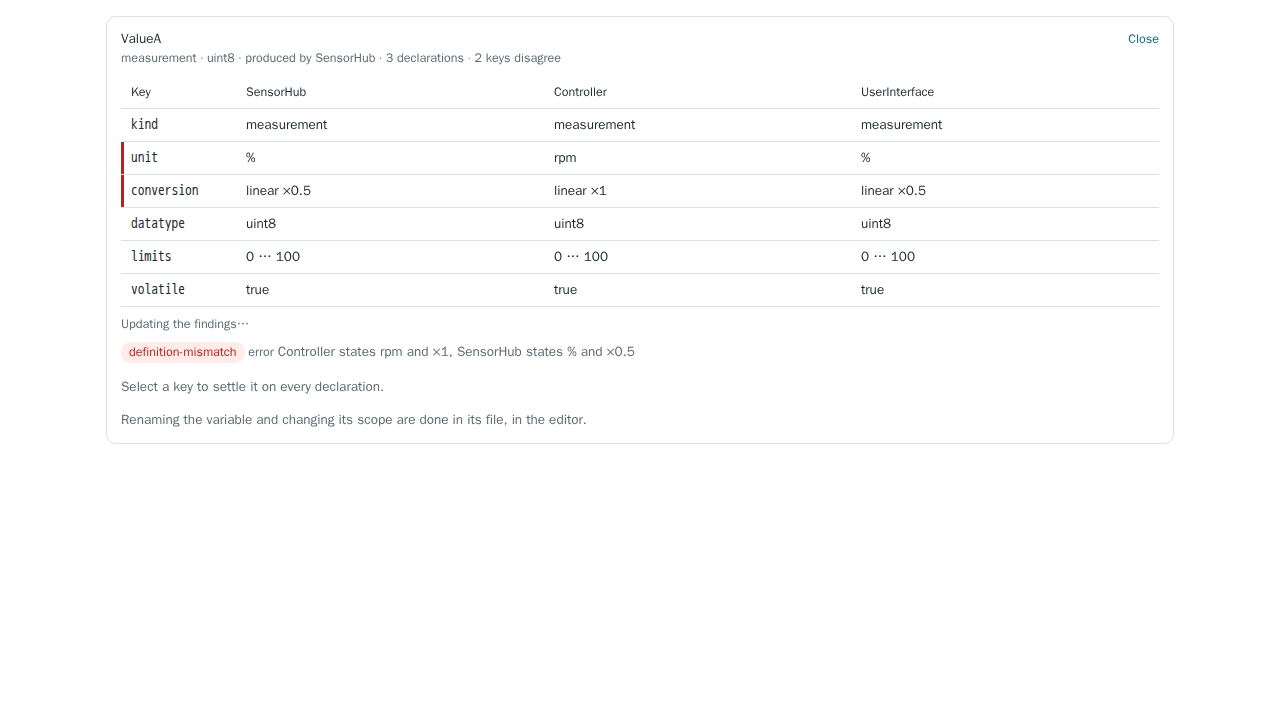 ValueA
Close
measurement · uint8 · produced by SensorHub · 3 declarations · 2 keys disagree
Key SensorHub Controller UserInterface
kind measurement measurement measurement
unit % rpm %
conversion linear ×0.5 linear ×1 linear ×0.5
datatype uint8 uint8 uint8
limits 0 ··· 100 0 ··· 100 0 ··· 100
volatile true true true
Updating the findings···
definition-mismatch error Controller states rpm and ×1, SensorHub states % and ×0.5
Select a key to settle it on every declaration.
Renaming the variable and changing its scope are done in its file, in the editor.